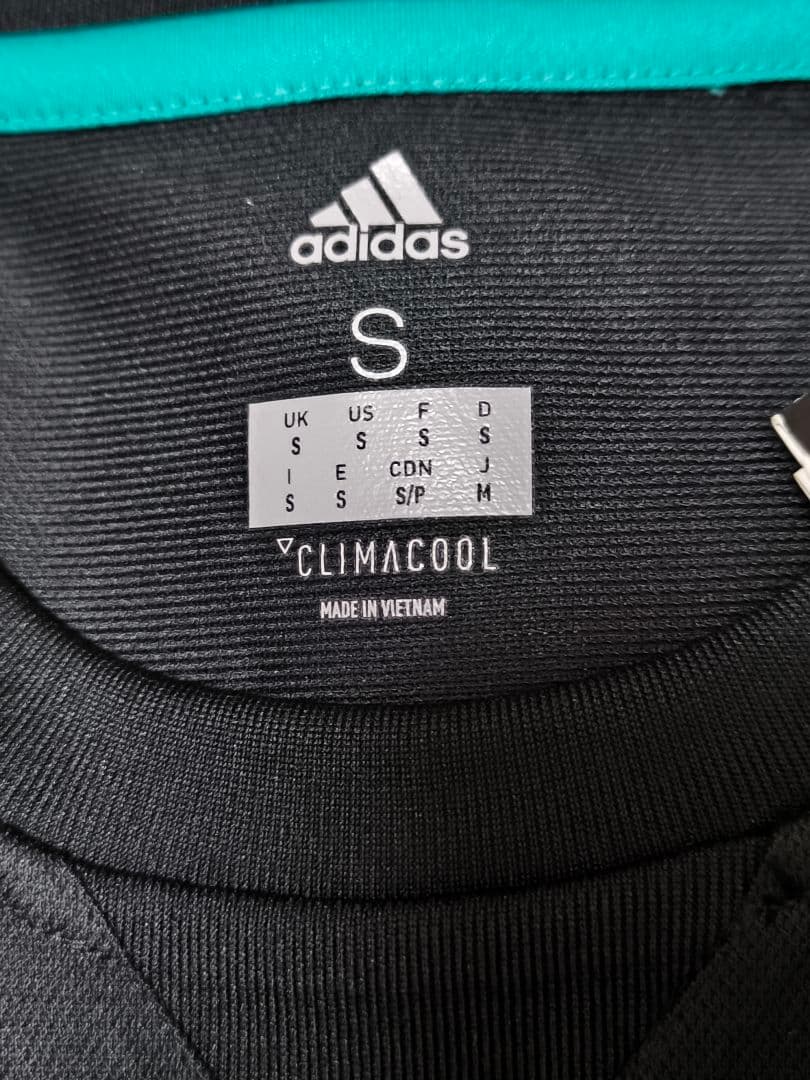 adidas
S
UK US F D
S S S S
I E CDN J
S S S/P M
CLIMACOOL
MADE IN VIETNAM